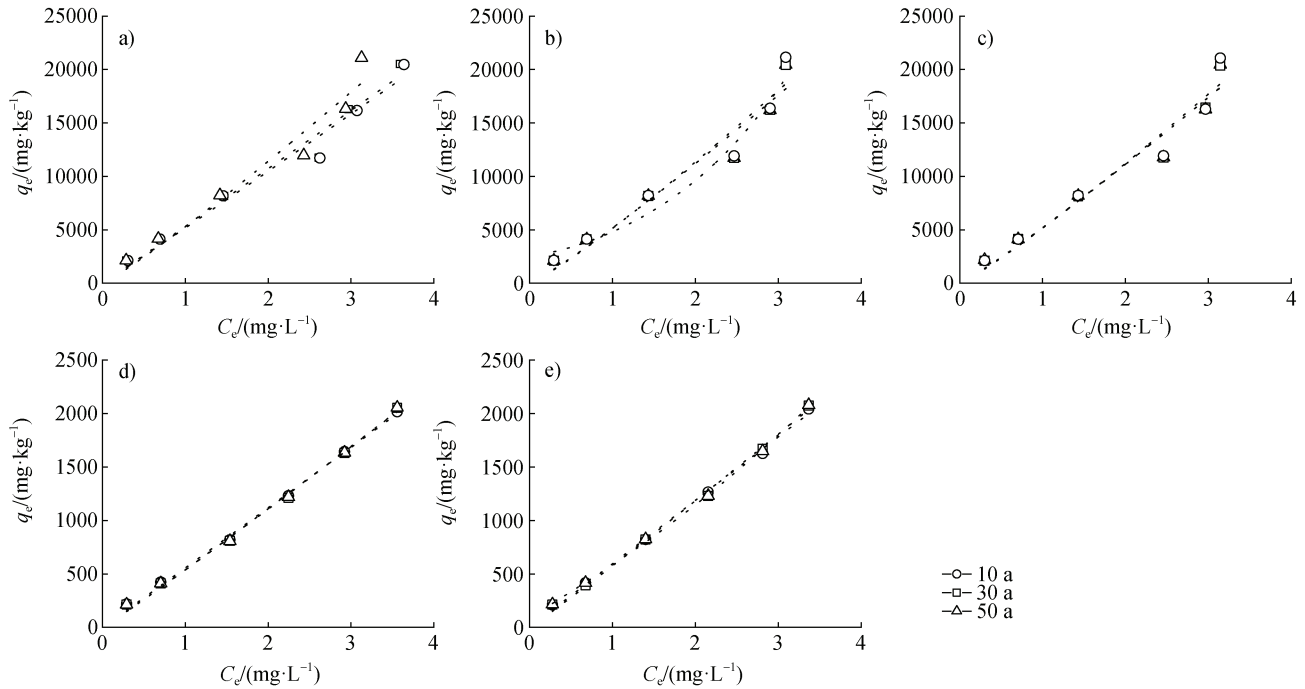 a)
25000
20000
15000
10000
5000
0
qₑ/(mg·kg⁻¹)
0 1 2 3 4
Cₑ/(mg·L⁻¹)
b)
25000
20000
15000
10000
5000
0
qₑ/(mg·kg⁻¹)
0 1 2 3 4
Cₑ/(mg·L⁻¹)
c)
25000
20000
15000
10000
5000
0
qₑ/(mg·kg⁻¹)
0 1 2 3 4
Cₑ/(mg·L⁻¹)
d)
2500
2000
1500
1000
500
0
qₑ/(mg·kg⁻¹)
0 1 2 3 4
Cₑ/(mg·L⁻¹)
e)
2500
2000
1500
1000
500
0
qₑ/(mg·kg⁻¹)
0 1 2 3 4
Cₑ/(mg·L⁻¹)
10 a
30 a
50 a